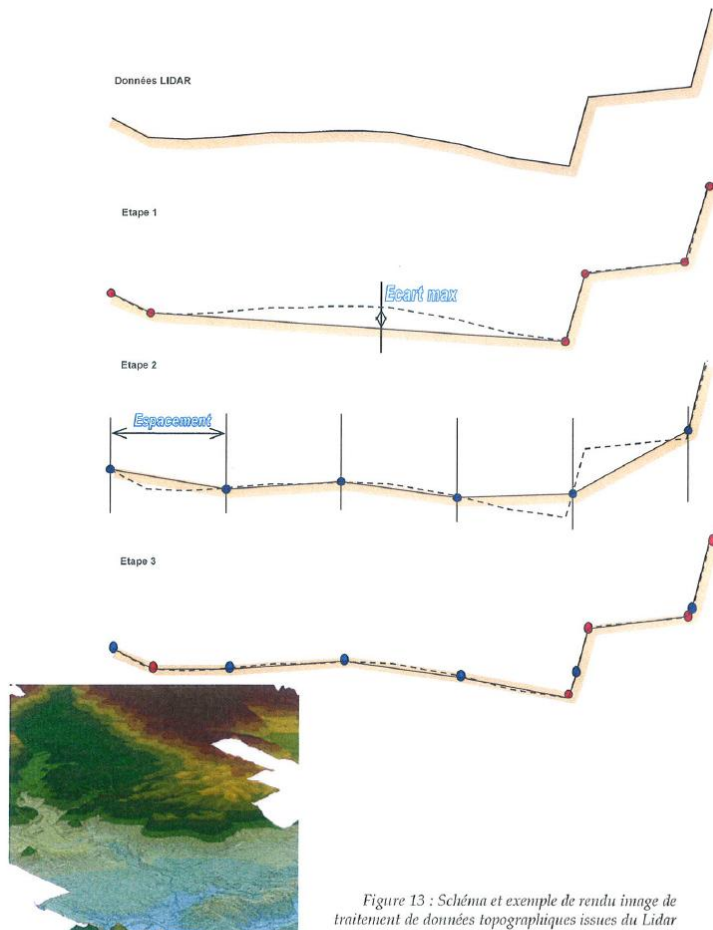 Données LIDAR
Etape 1
Ecart max
Etape 2
Espacement
Etape 3
Figure 13 : Schéma et exemple de rendu image de
traitement de données topographiques issues du Lidar